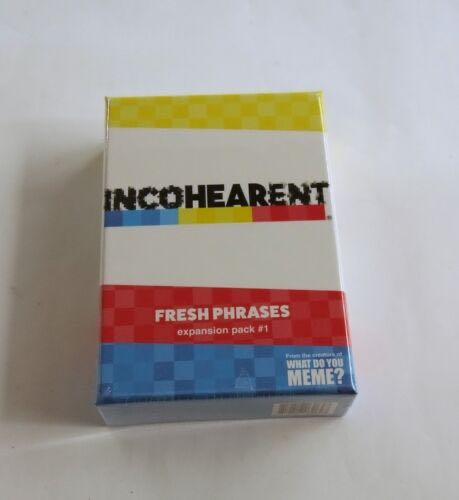 INCOHEARENT
FRESH PHRASES
expansion pack #1
From the creators of
WHAT DO YOU
MEME?